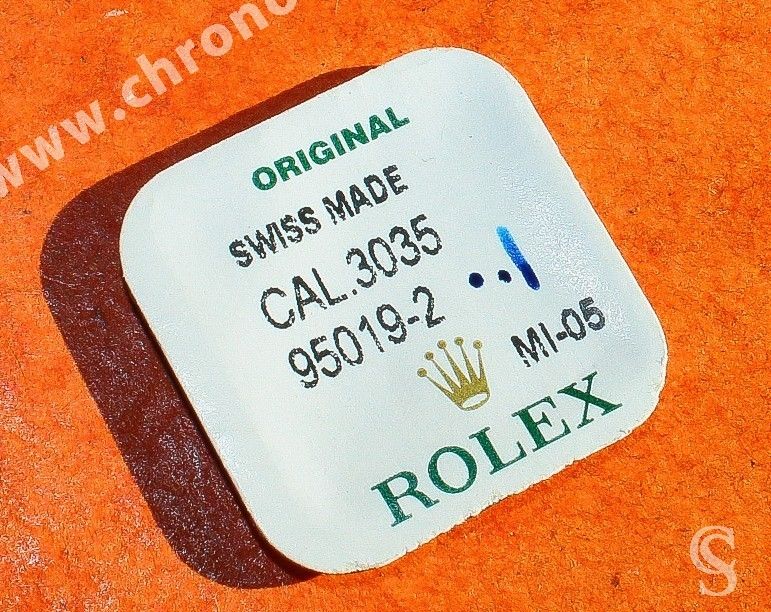 www.chrono
ORIGINAL
SWISS MADE
CAL.3035
95019-2
MI-05
ROLEX